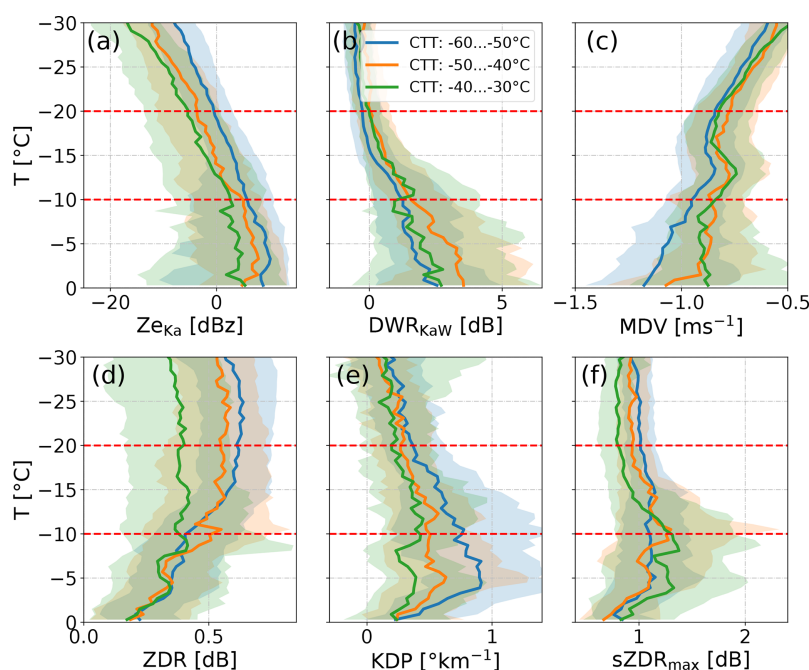 (a) (b) (c)
CTT: -60...-50°C
CTT: -50...-40°C
CTT: -40...-30°C
T [°C]
−30
−25
−20
−15
−10
−5
0
−20 0
Ze_Ka [dBz]
0 5
DWR_KaW [dB]
−1.5 −1.0 −0.5
MDV [ms⁻¹]
(d) (e) (f)
T [°C]
−30
−25
−20
−15
−10
−5
0
0.0 0.5
ZDR [dB]
0 1
KDP [°km⁻¹]
1 2
sZDR_max [dB]